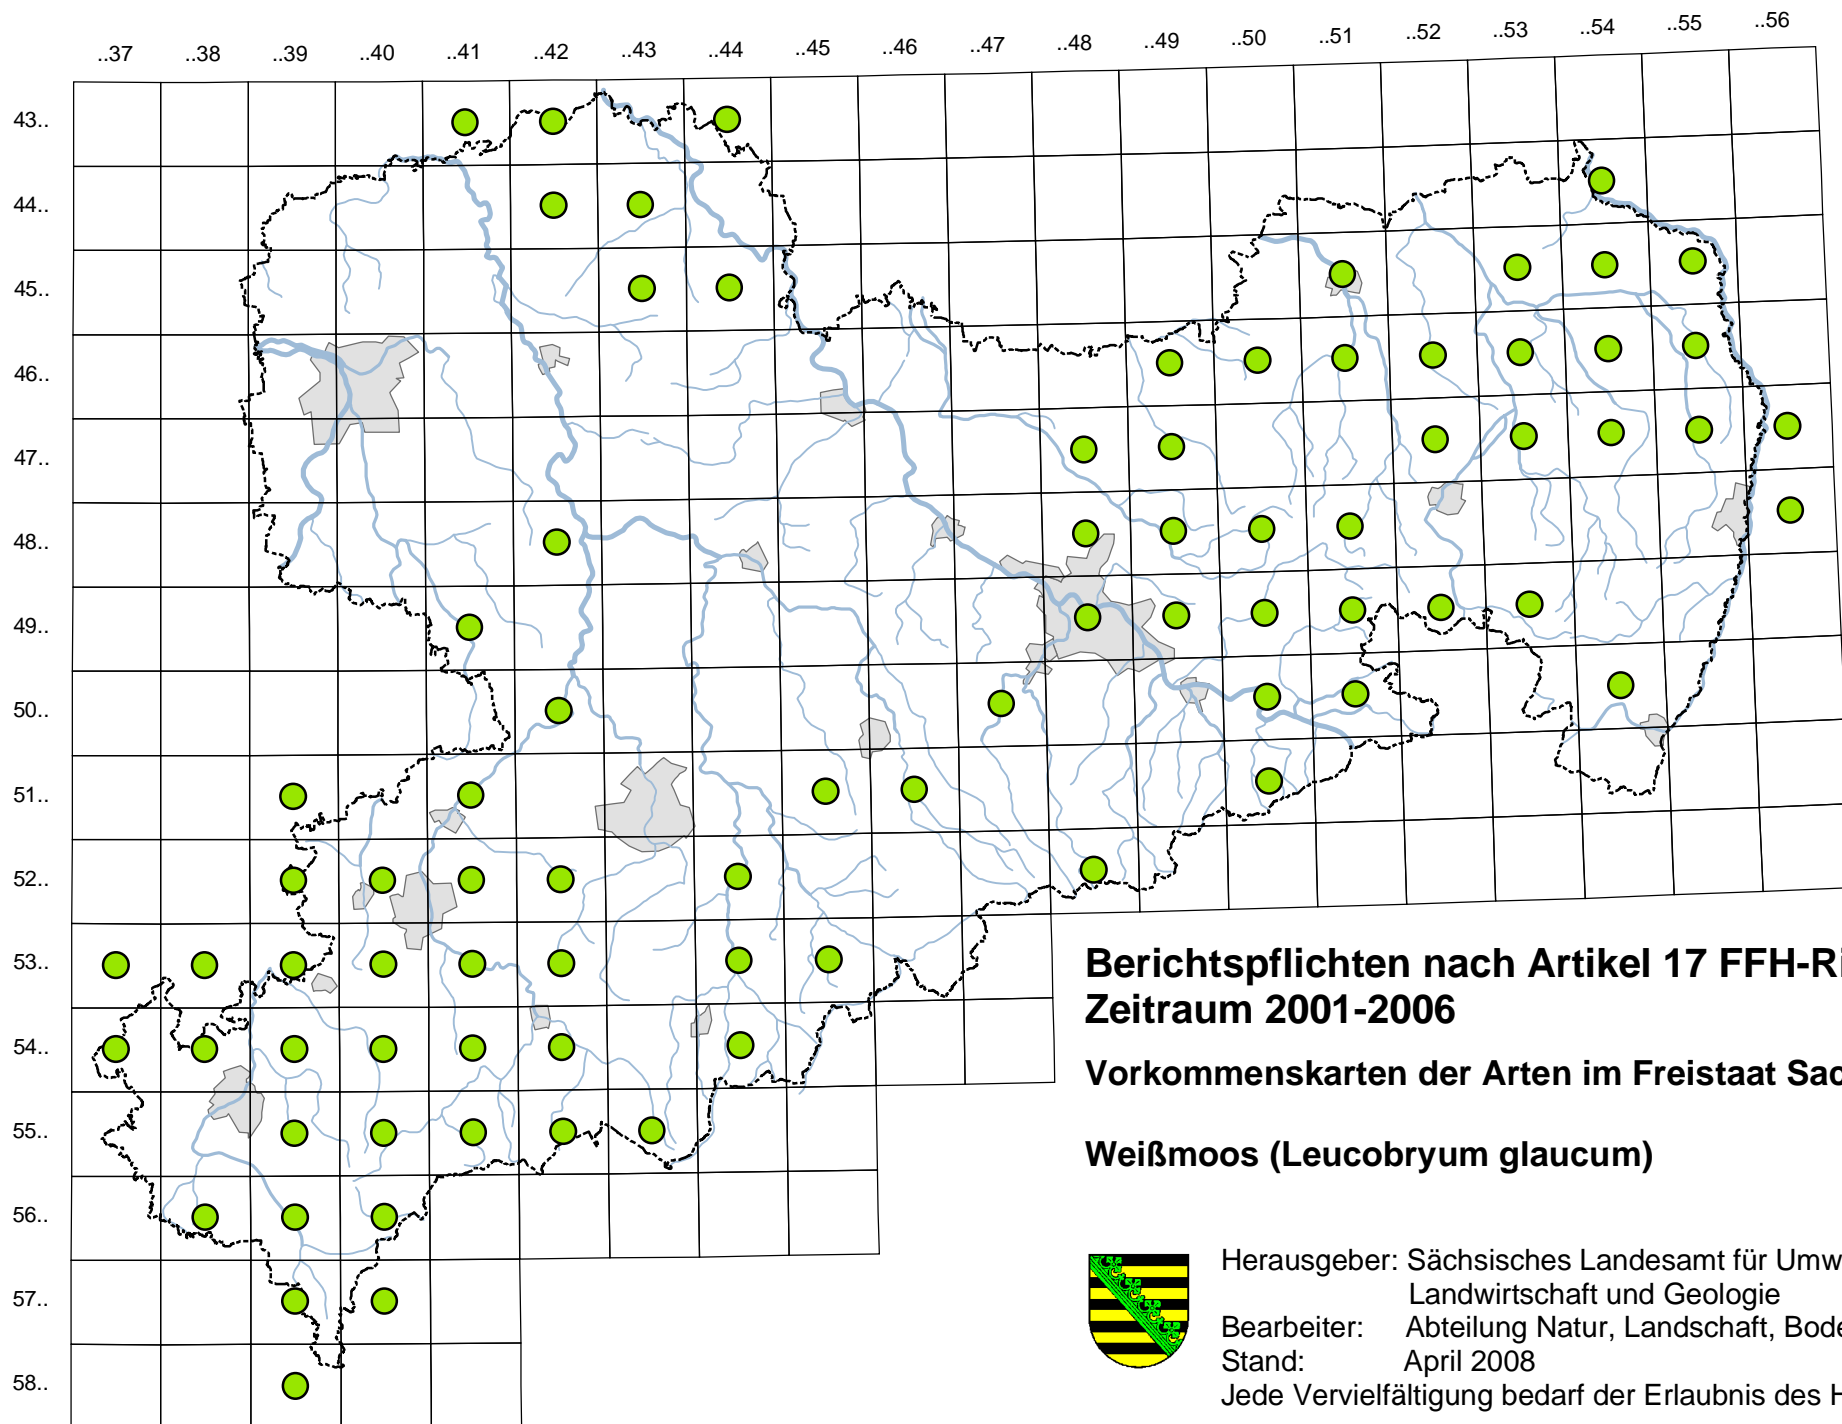 ..37 ..38 ..39 ..40 ..41 ..42 ..43 ..44 ..45 ..46 ..47 ..48 ..49 ..50 ..51 ..52 ..53 ..54 ..55 ..56
43..
44..
45..
46..
47..
48..
49..
50..
51..
52..
53..
54..
55..
56..
57..
58..
Berichtspflichten nach Artikel 17 FFH-Ri
Zeitraum 2001-2006
Vorkommenskarten der Arten im Freistaat Sac
Weißmoos (Leucobryum glaucum)
Herausgeber: Sächsisches Landesamt für Umw
Landwirtschaft und Geologie
Bearbeiter: Abteilung Natur, Landschaft, Bode
Stand: April 2008
Jede Vervielfältigung bedarf der Erlaubnis des H